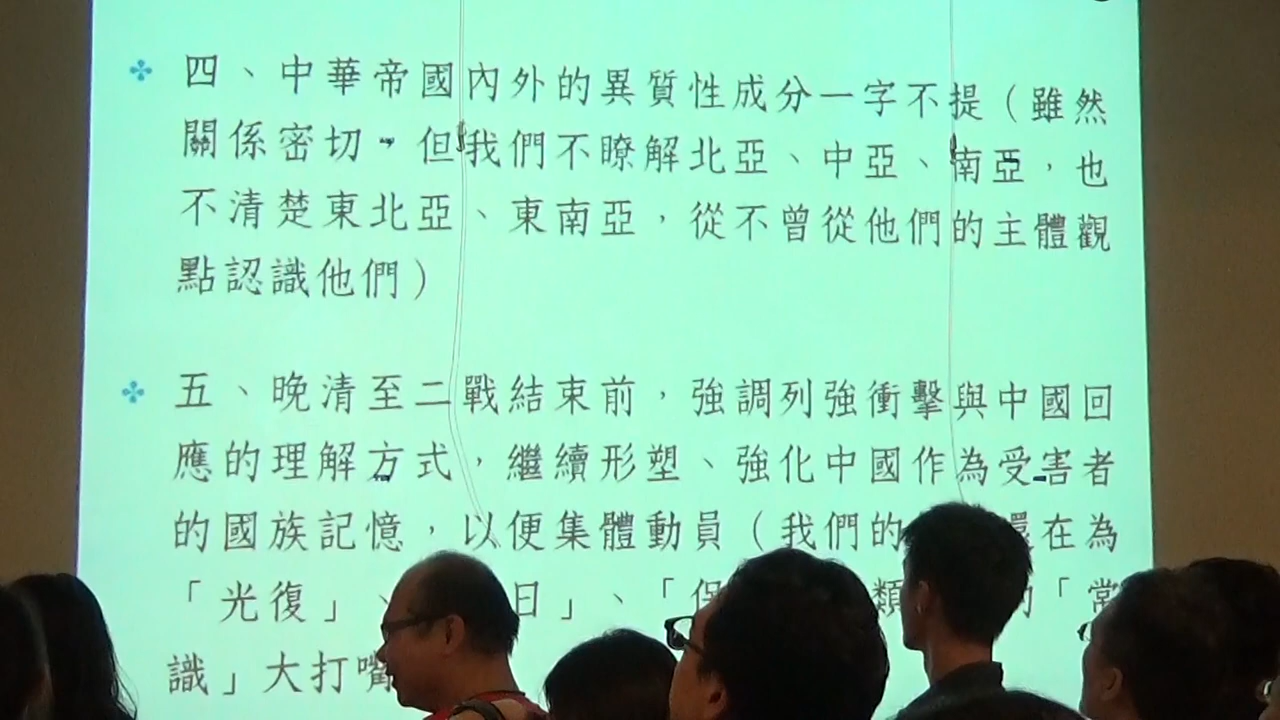 四、中華帝國內外的異質性成分一字不提（雖然
關係密切，但我們不瞭解北亞、中亞、南亞，也
不清楚東北亞、東南亞，從不曾從他們的主體觀
點認識他們）
五、晚清至二戰結束前，強調列強衝擊與中國回
應的理解方式，繼續形塑、強化中國作為受害者
的國族記憶，以便集體動員（我們的 還在為
「光復」、 日」、「保 類 的「常
識」大打嘴